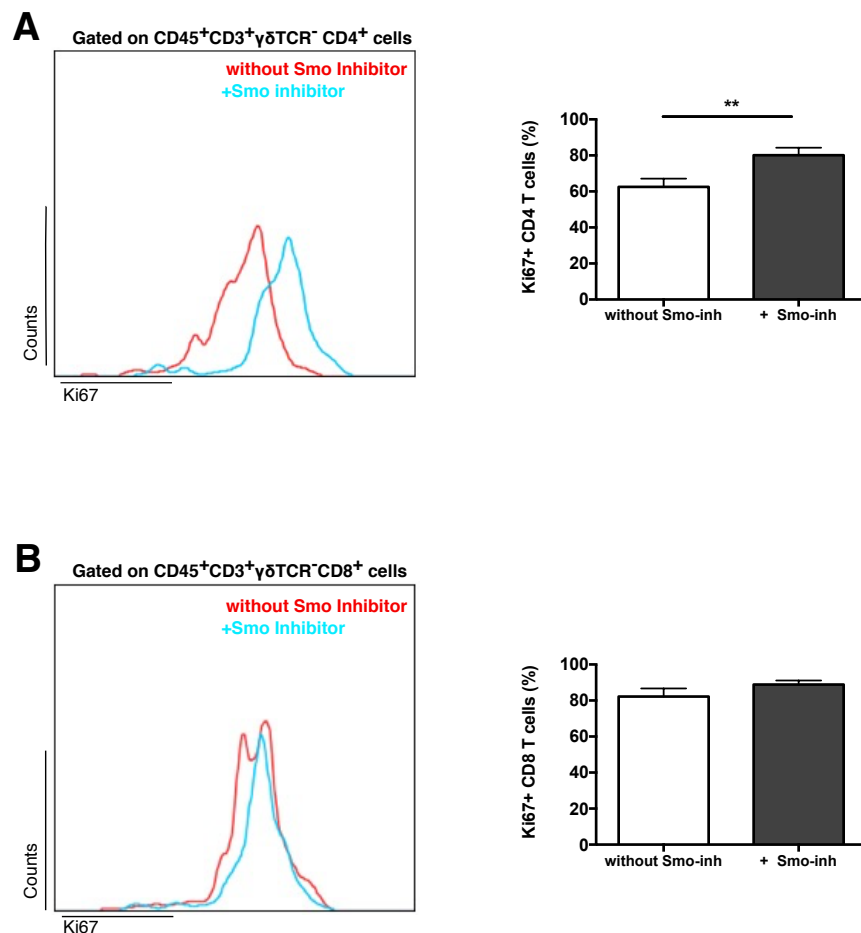 A
Gated on CD45⁺CD3⁺γδTCR⁻ CD4⁺ cells
without Smo Inhibitor
+Smo inhibitor
Counts
Ki67
**
Ki67+ CD4 T cells (%)
100
80
60
40
20
0
without Smo-inh
+ Smo-inh
B
Gated on CD45⁺CD3⁺γδTCR⁻CD8⁺ cells
without Smo Inhibitor
+Smo Inhibitor
Counts
Ki67
Ki67+ CD8 T cells (%)
100
80
60
40
20
0
without Smo-inh
+ Smo-inh